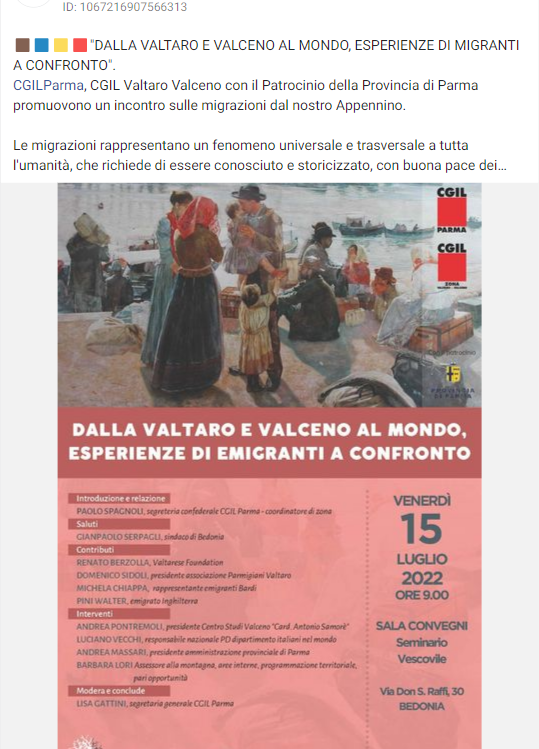 ID: 1067216907566313
"DALLA VALTARO E VALCENO AL MONDO, ESPERIENZE DI MIGRANTI
A CONFRONTO".
CGILParma, CGIL Valtaro Valceno con il Patrocinio della Provincia di Parma
promuovono un incontro sulle migrazioni dal nostro Appennino.
Le migrazioni rappresentano un fenomeno universale e trasversale a tutta
l'umanità, che richiede di essere conosciuto e storicizzato, con buona pace dei…
CGIL
PARMA
CGIL
ZONA
patrocinio
DALLA VALTARO E VALCENO AL MONDO,
ESPERIENZE DI EMIGRANTI A CONFRONTO
Introduzione e relazione
PAOLO SPAGNOLI, segreteria confederale CGIL Parma - coordinatore di zona
Saluti
GIANPAOLO SERPAGLI, sindaco di Bedonia
Contributi
RENATO BERZOLLA, Valtarese Foundation
DOMENICO SIDOLI, presidente associazione Parmigiani Valtaro
MICHELA CHIAPPA, rappresentante emigranti Bardi
PINI WALTER, emigrato Inghilterra
Interventi
ANDREA PONTREMOLI, presidente Centro Studi Valceno "Card. Antonio Samorè"
LUCIANO VECCHI, responsabile nazionale PD dipartimento italiani nel mondo
ANDREA MASSARI, presidente amministrazione provinciale di Parma
BARBARA LORI Assessore alla montagna, aree interne, programmazione territoriale,
pari opportunità
Modera e conclude
LISA GATTINI, segretaria generale CGIL Parma
VENERDÌ
15
LUGLIO
2022
ORE 9.00
SALA CONVEGNI
Seminario
Vescovile
Via Don S. Raffi, 30
BEDONIA